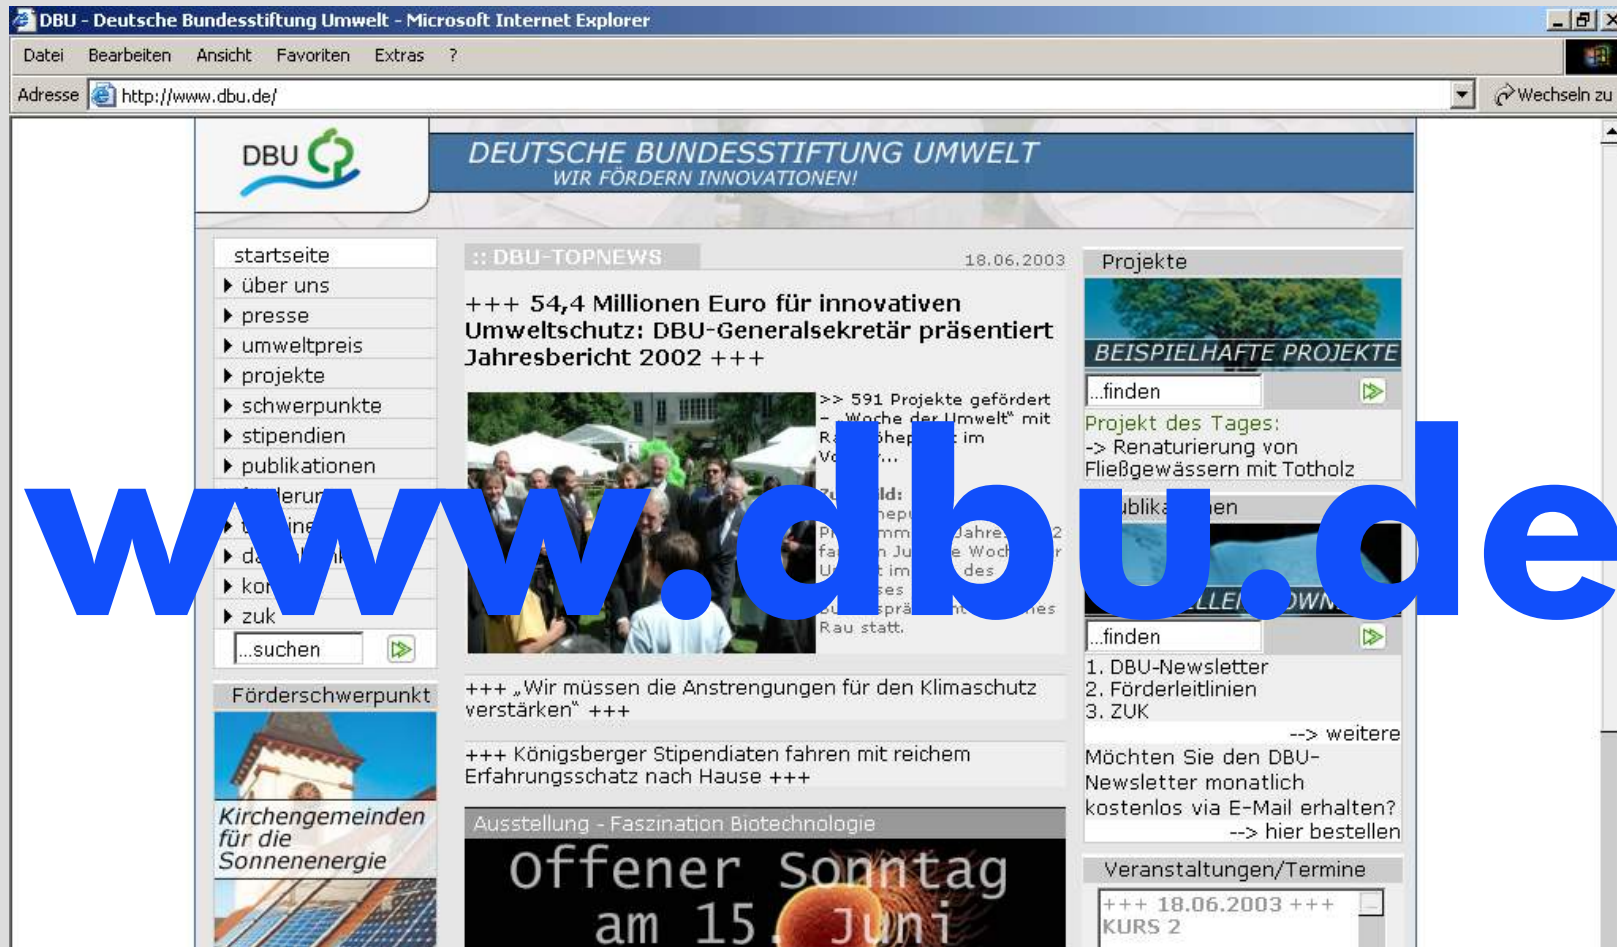 DBU - Deutsche Bundesstiftung Umwelt - Microsoft Internet Explorer
Datei Bearbeiten Ansicht Favoriten Extras ?
Adresse http://www.dbu.de/ Wechseln zu
DBU
DEUTSCHE BUNDESSTIFTUNG UMWELT
WIR FÖRDERN INNOVATIONEN!
startseite
über uns
presse
umweltpreis
projekte
schwerpunkte
stipendien
publikationen
zuk
...suchen
Förderschwerpunkt
Kirchengemeinden
für die
Sonnenenergie
:: DBU-TOPNEWS 18.06.2003
+++ 54,4 Millionen Euro für innovativen
Umweltschutz: DBU-Generalsekretär präsentiert
Jahresbericht 2002 +++
>> 591 Projekte gefördert
– „Woche der Umwelt“ mit
im
des
Rau statt.
www.dbu.de
+++ „Wir müssen die Anstrengungen für den Klimaschutz
verstärken“ +++
+++ Königsberger Stipendiaten fahren mit reichem
Erfahrungsschatz nach Hause +++
Ausstellung - Faszination Biotechnologie
Offener Sonntag
am 15. Juni
Projekte
BEISPIELHAFTE PROJEKTE
...finden
Projekt des Tages:
-> Renaturierung von
Fließgewässern mit Totholz
...finden
1. DBU-Newsletter
2. Förderleitlinien
3. ZUK
--> weitere
Möchten Sie den DBU-
Newsletter monatlich
kostenlos via E-Mail erhalten?
--> hier bestellen
Veranstaltungen/Termine
+++ 18.06.2003 +++
KURS 2